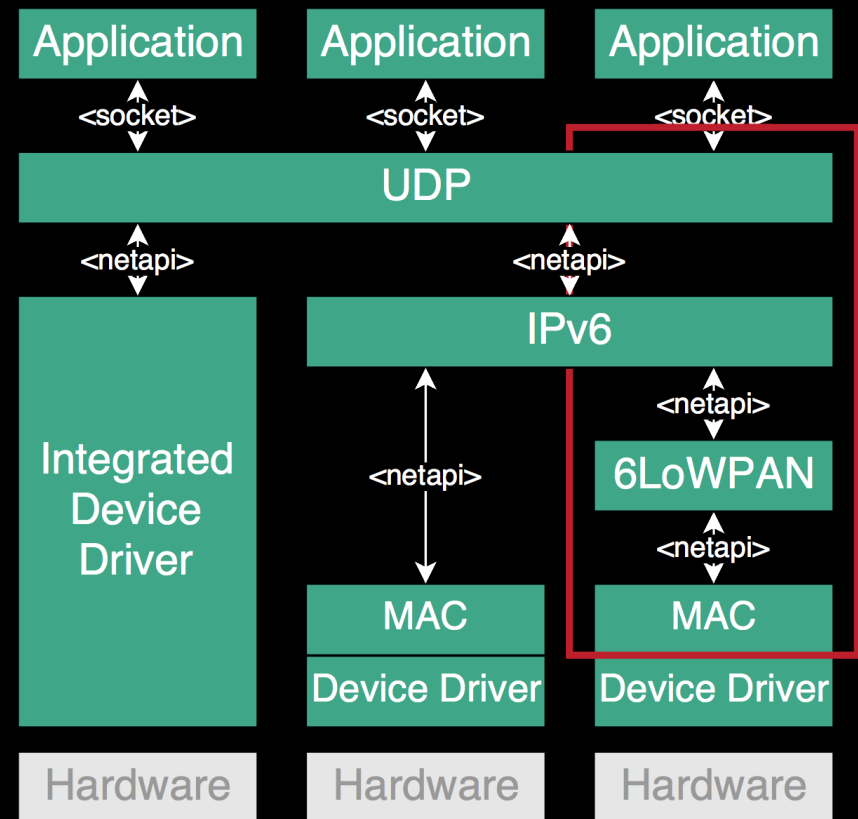 Application
Application
Application
<socket>
<socket>
<socket>
UDP
<netapi>
<netapi>
IPv6
<netapi>
Integrated
Device
Driver
<netapi>
6LoWPAN
<netapi>
MAC
MAC
Device Driver
Device Driver
Hardware
Hardware
Hardware